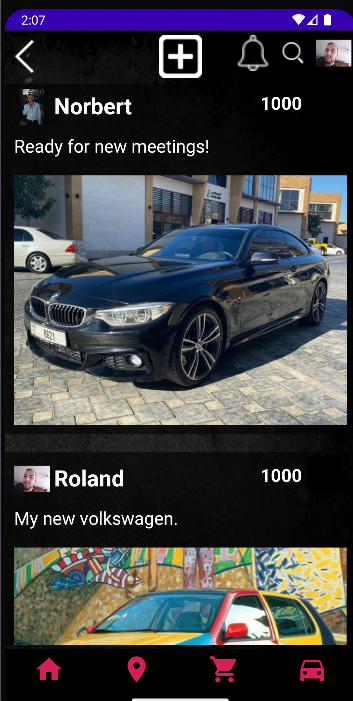 2:07
Norbert
1000
Ready for new meetings!
Roland
1000
My new volkswagen.